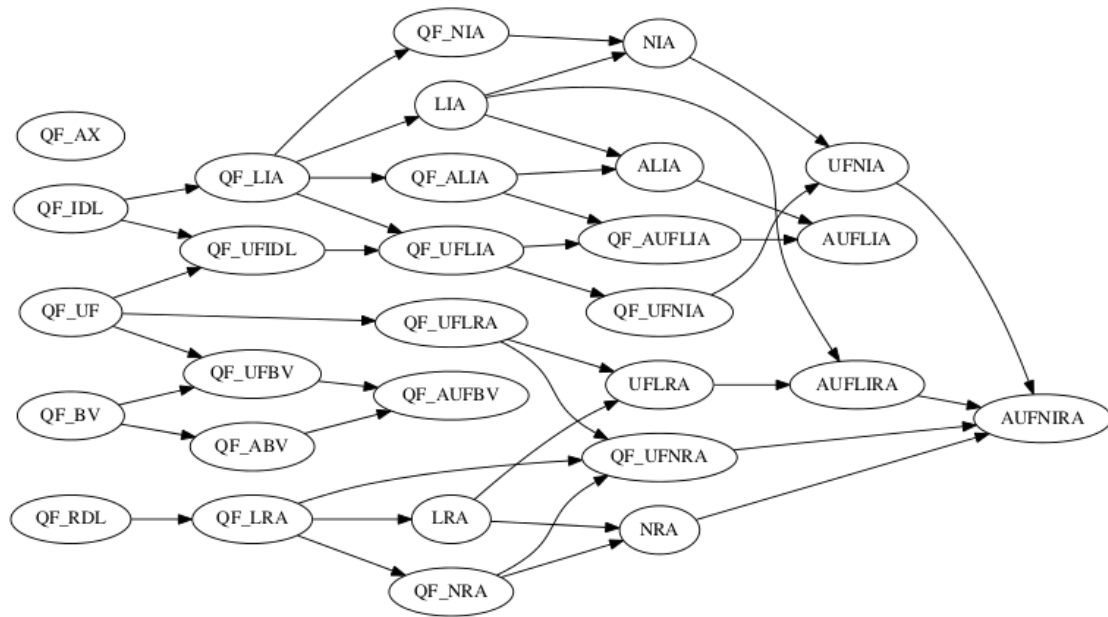 QF_AX
QF_IDL
QF_UF
QF_BV
QF_RDL
QF_LIA
QF_UFIDL
QF_UFBV
QF_ABV
QF_LRA
QF_NIA
LIA
QF_ALIA
QF_UFLIA
QF_UFLRA
QF_AUFBV
LRA
QF_NRA
NIA
ALIA
QF_AUFLIA
QF_UFNIA
UFLRA
QF_UFNRA
NRA
UFNIA
AUFLIA
AUFLIRA
AUFNIRA